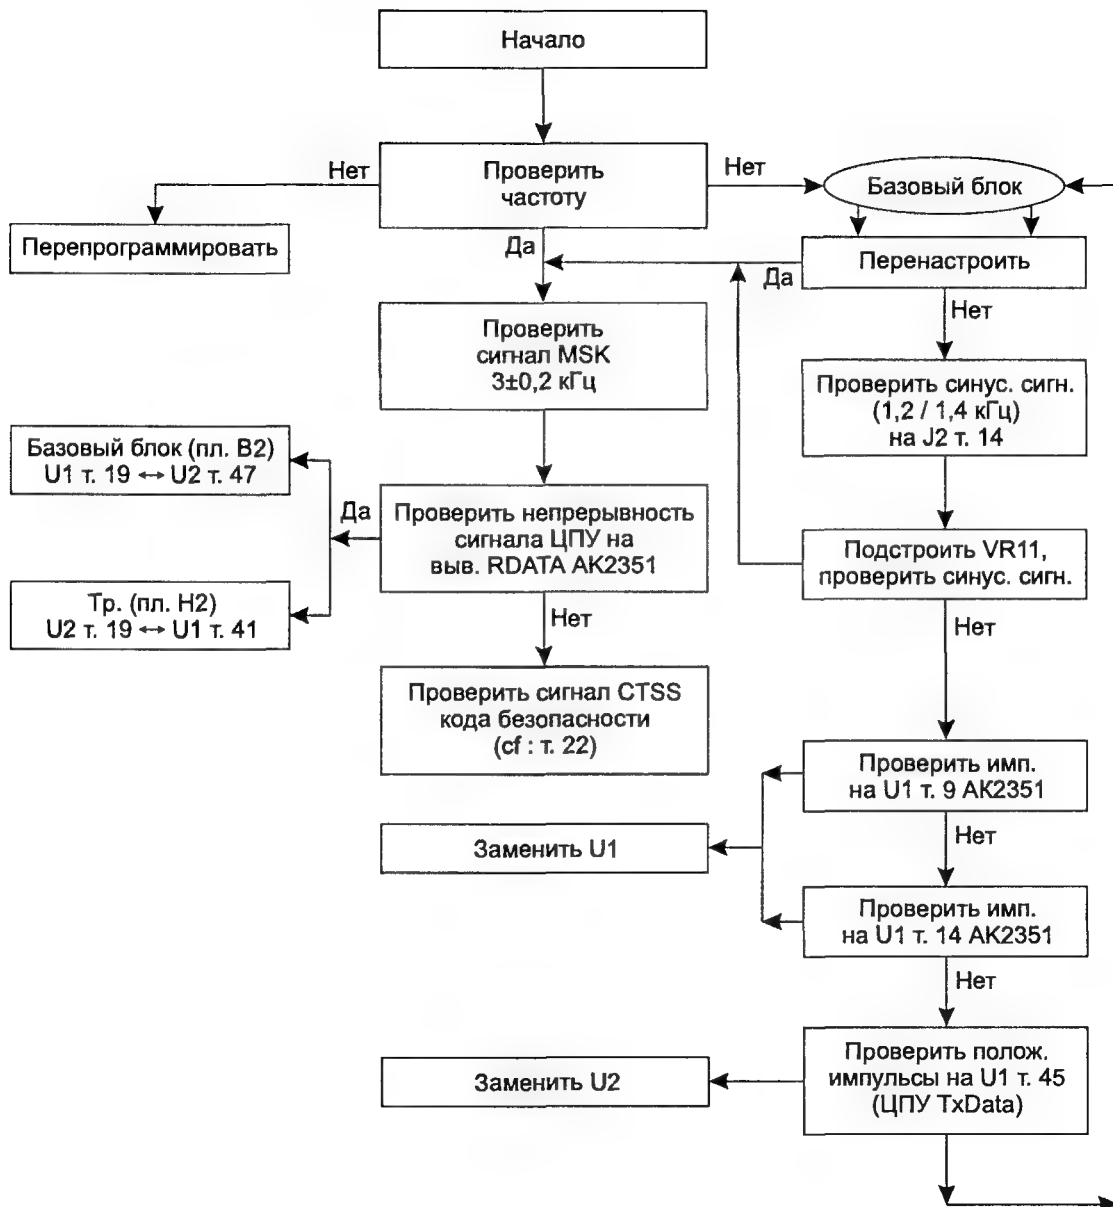 Начало
Нет
Проверить
частоту
Нет
Базовый блок
Перепрограммировать
Да
Перенастроить
Да
Нет
Проверить
сигнал MSK
3±0,2 кГц
Проверить синус. сигн.
(1,2 / 1,4 кГц)
на J2 т. 14
Базовый блок (пл. B2)
U1 т. 19 ↔ U2 т. 47
Да
Проверить непрерывность
сигнала ЦПУ на
выв. RDATA AK2351
Подстроить VR11,
проверить синус. сигн.
Тр. (пл. H2)
U2 т. 19 ↔ U1 т. 41
Нет
Нет
Проверить сигнал CTSS
кода безопасности
(cf : т. 22)
Проверить имп.
на U1 т. 9 AK2351
Заменить U1
Нет
Проверить имп.
на U1 т. 14 AK2351
Нет
Проверить полож.
импульсы на U1 т. 45
(ЦПУ TxData)
Заменить U2